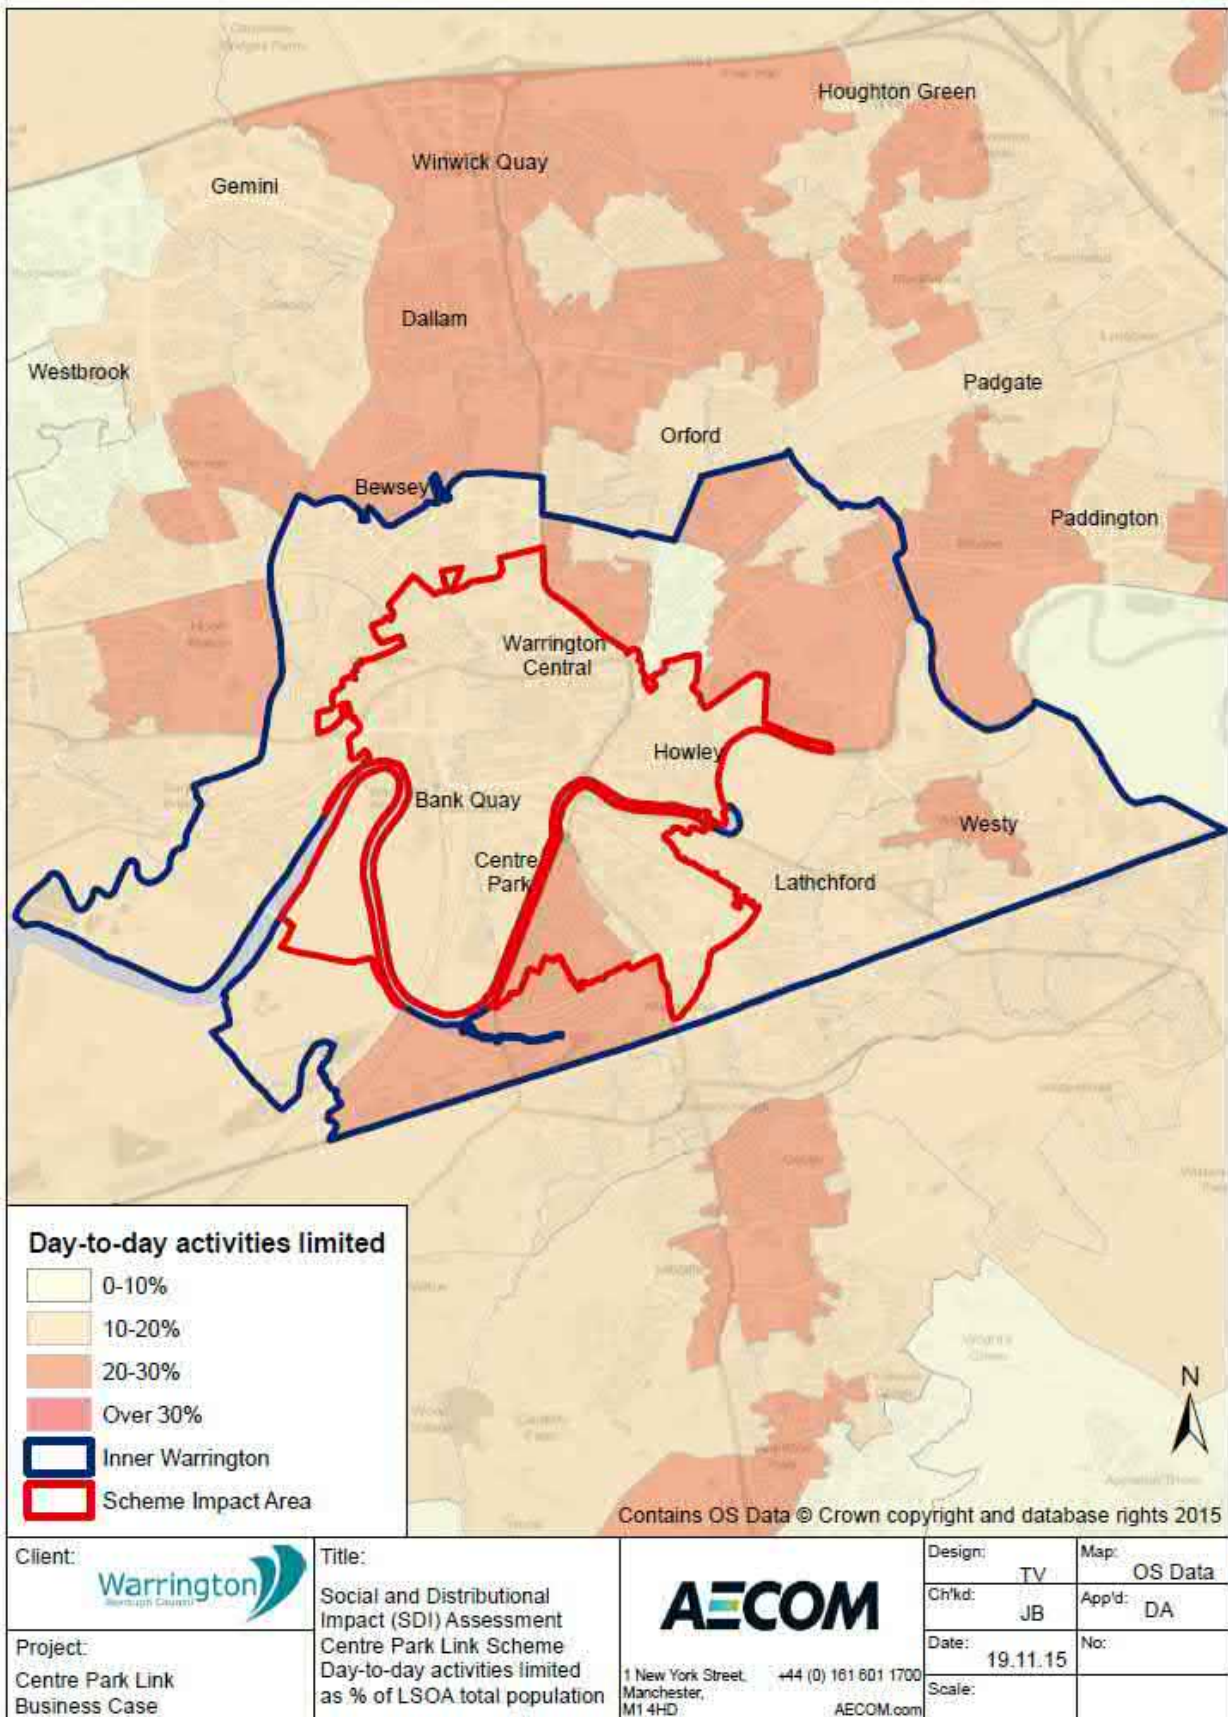 Houghton Green
Winwick Quay
Gemini
Dallam
Westbrook
Padgate
Orford
Bewsey
Paddington
Warrington
Central
Howley
Bank Quay
Westy
Centre
Park
Lathchford
Day-to-day activities limited
0-10%
10-20%
20-30%
Over 30%
Inner Warrington
Scheme Impact Area
N
Contains OS Data © Crown copyright and database rights 2015
Client:
Warrington
Borough Council
Project:
Centre Park Link
Business Case
Title:
Social and Distributional
Impact (SDI) Assessment
Centre Park Link Scheme
Day-to-day activities limited
as % of LSOA total population
AECOM
1 New York Street, +44 (0) 161 601 1700
Manchester,
M1 4HD AECOM.com
Design: TV
Map: OS Data
Ch'kd: JB
App'd: DA
Date: 19.11.15
No:
Scale: